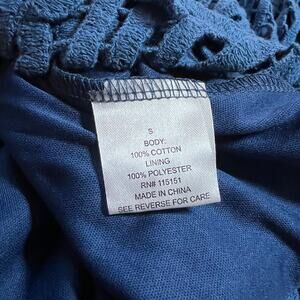 S
BODY:
100% COTTON
LINING
100% POLYESTER
RN# 115151
MADE IN CHINA
SEE REVERSE FOR CARE